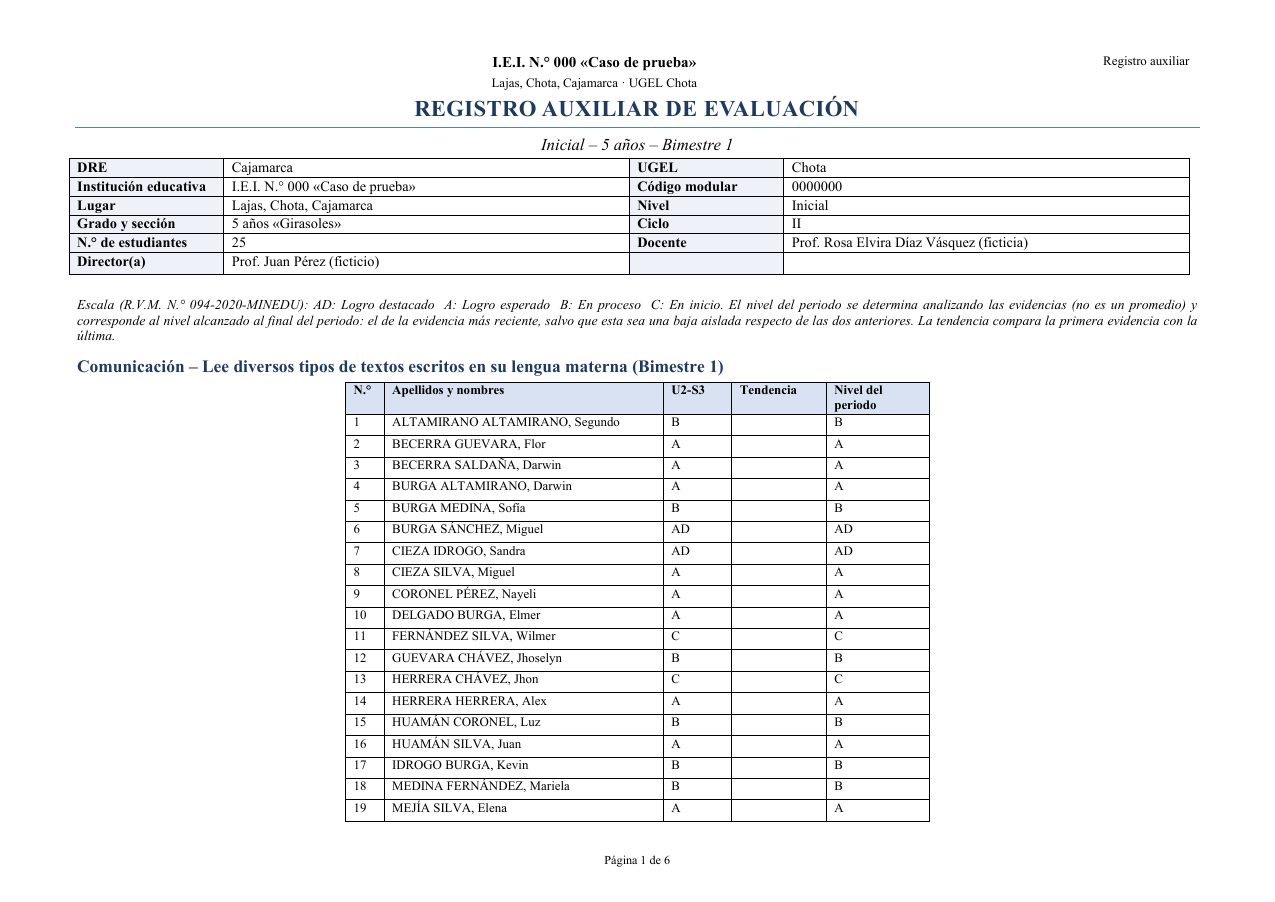 I.E.I. N.° 000 «Caso de prueba»
Registro auxiliar
Lajas, Chota, Cajamarca · UGEL Chota
REGISTRO AUXILIAR DE EVALUACIÓN
Inicial – 5 años – Bimestre 1
DRE Cajamarca UGEL Chota
Institución educativa I.E.I. N.° 000 «Caso de prueba» Código modular 0000000
Lugar Lajas, Chota, Cajamarca Nivel Inicial
Grado y sección 5 años «Girasoles» Ciclo II
N.° de estudiantes 25 Docente Prof. Rosa Elvira Díaz Vásquez (ficticia)
Director(a) Prof. Juan Pérez (ficticio)
Escala (R.V.M. N.° 094-2020-MINEDU): AD: Logro destacado A: Logro esperado B: En proceso C: En inicio. El nivel del periodo se determina analizando las evidencias (no es un promedio) y
corresponde al nivel alcanzado al final del periodo: el de la evidencia más reciente, salvo que esta sea una baja aislada respecto de las dos anteriores. La tendencia compara la primera evidencia con la
última.
Comunicación – Lee diversos tipos de textos escritos en su lengua materna (Bimestre 1)
N.° Apellidos y nombres U2-S3 Tendencia Nivel del
periodo
1 ALTAMIRANO ALTAMIRANO, Segundo B B
2 BECERRA GUEVARA, Flor A A
3 BECERRA SALDAÑA, Darwin A A
4 BURGA ALTAMIRANO, Darwin A A
5 BURGA MEDINA, Sofía B B
6 BURGA SÁNCHEZ, Miguel AD AD
7 CIEZA IDROGO, Sandra AD AD
8 CIEZA SILVA, Miguel A A
9 CORONEL PÉREZ, Nayeli A A
10 DELGADO BURGA, Elmer A A
11 FERNÁNDEZ SILVA, Wilmer C C
12 GUEVARA CHÁVEZ, Jhoselyn B B
13 HERRERA CHÁVEZ, Jhon C C
14 HERRERA HERRERA, Alex A A
15 HUAMÁN CORONEL, Luz B B
16 HUAMÁN SILVA, Juan A A
17 IDROGO BURGA, Kevin B B
18 MEDINA FERNÁNDEZ, Mariela B B
19 MEJÍA SILVA, Elena A A
Página 1 de 6